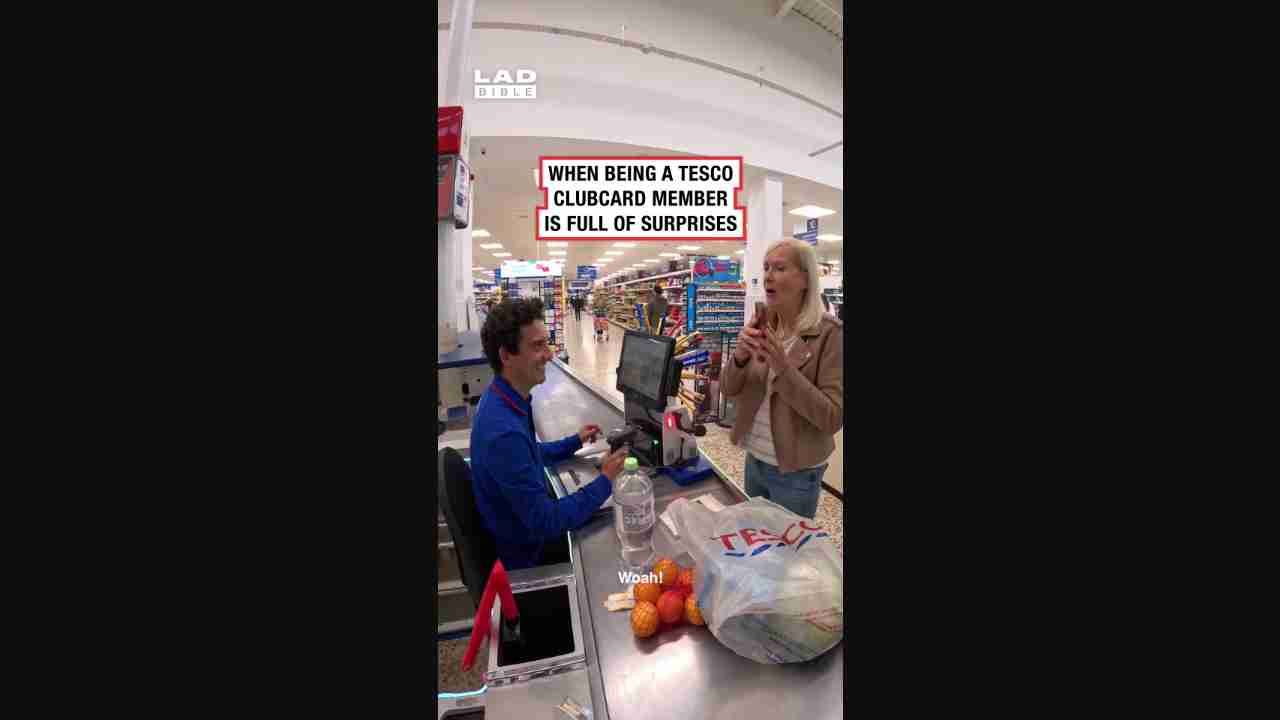 LAD
BIBLE
WHEN BEING A TESCO
CLUBCARD MEMBER
IS FULL OF SURPRISES
Woah!
TESCO